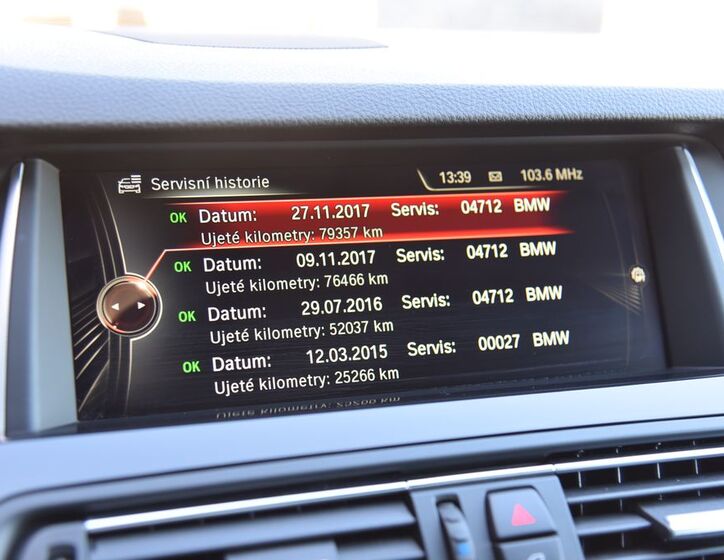 Servisní historie 13:39 103.6 MHz
OK Datum: 27.11.2017 Servis: 04712 BMW
Ujeté kilometry: 79357 km
OK Datum: 09.11.2017 Servis: 04712 BMW
Ujeté kilometry: 76466 km
OK Datum: 29.07.2016 Servis: 04712 BMW
Ujeté kilometry: 52037 km
OK Datum: 12.03.2015 Servis: 00027 BMW
Ujeté kilometry: 25266 km